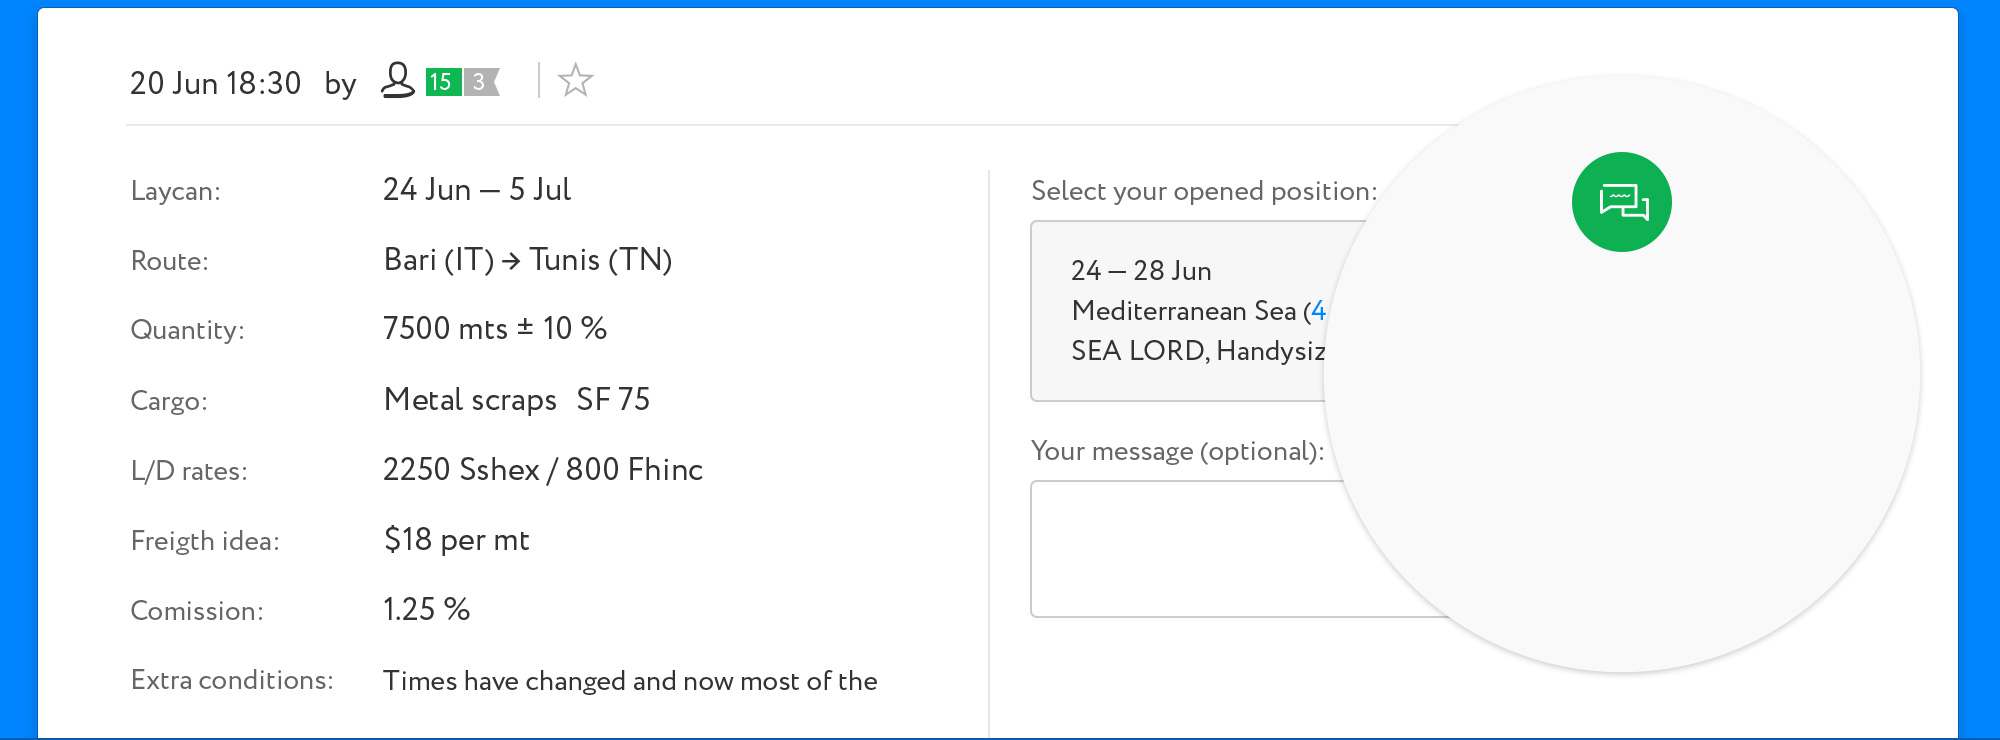 20 Jun 18:30 by 15 3
Laycan: 24 Jun — 5 Jul
Route: Bari (IT) → Tunis (TN)
Quantity: 7500 mts ± 10 %
Cargo: Metal scraps SF 75
L/D rates: 2250 Sshex / 800 Fhinc
Freigth idea: $18 per mt
Comission: 1.25 %
Extra conditions: Times have changed and now most of the
Select your opened position:
24 — 28 Jun
Mediterranean Sea (4
SEA LORD, Handysiz
Your message (optional):